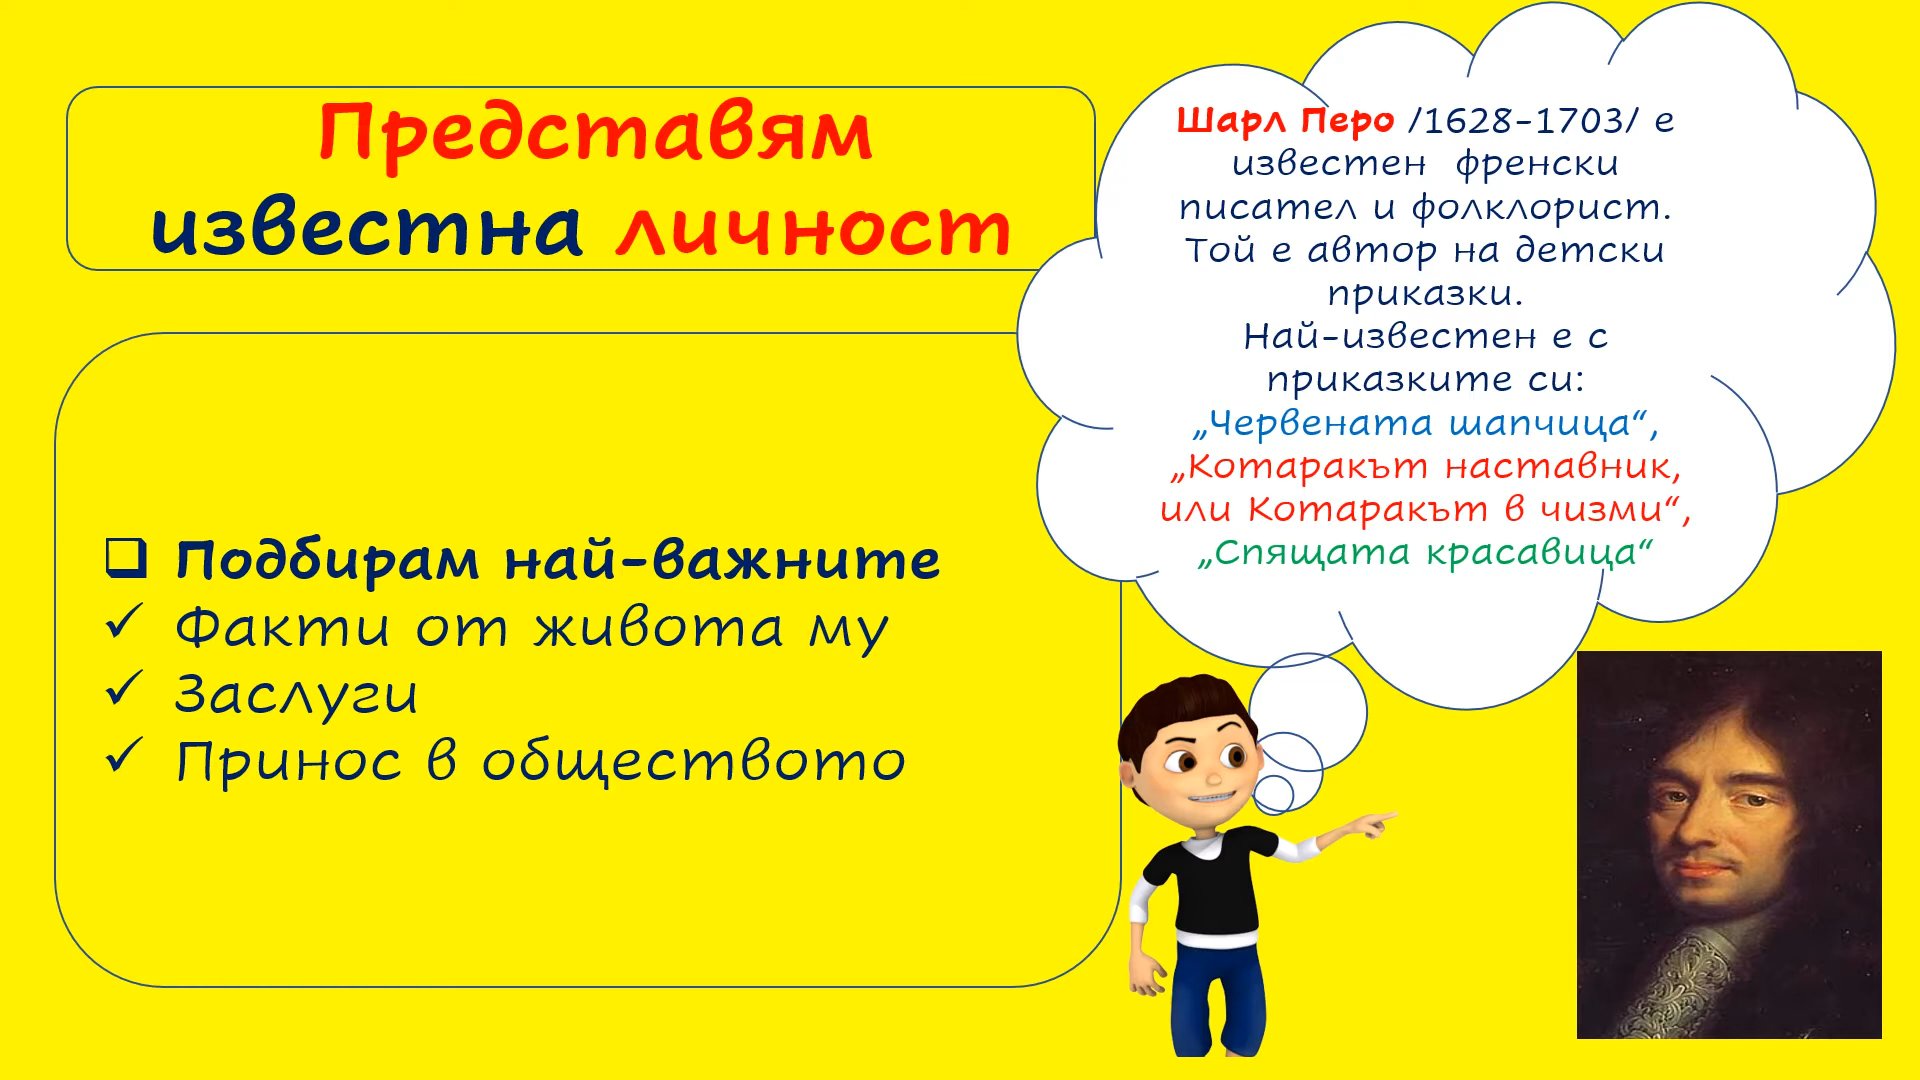 Представям
известна личност
Подбирам най-важните
Факти от живота му
Заслуги
Принос в обществото
Шарл Перо /1628-1703/ е
известен френски
писател и фолклорист.
Той е автор на детски
приказки.
Най-известен е с
приказките си:
„Червената шапчица“,
„Котаракът наставник,
или Котаракът в чизми“,
„Спящата красавица“